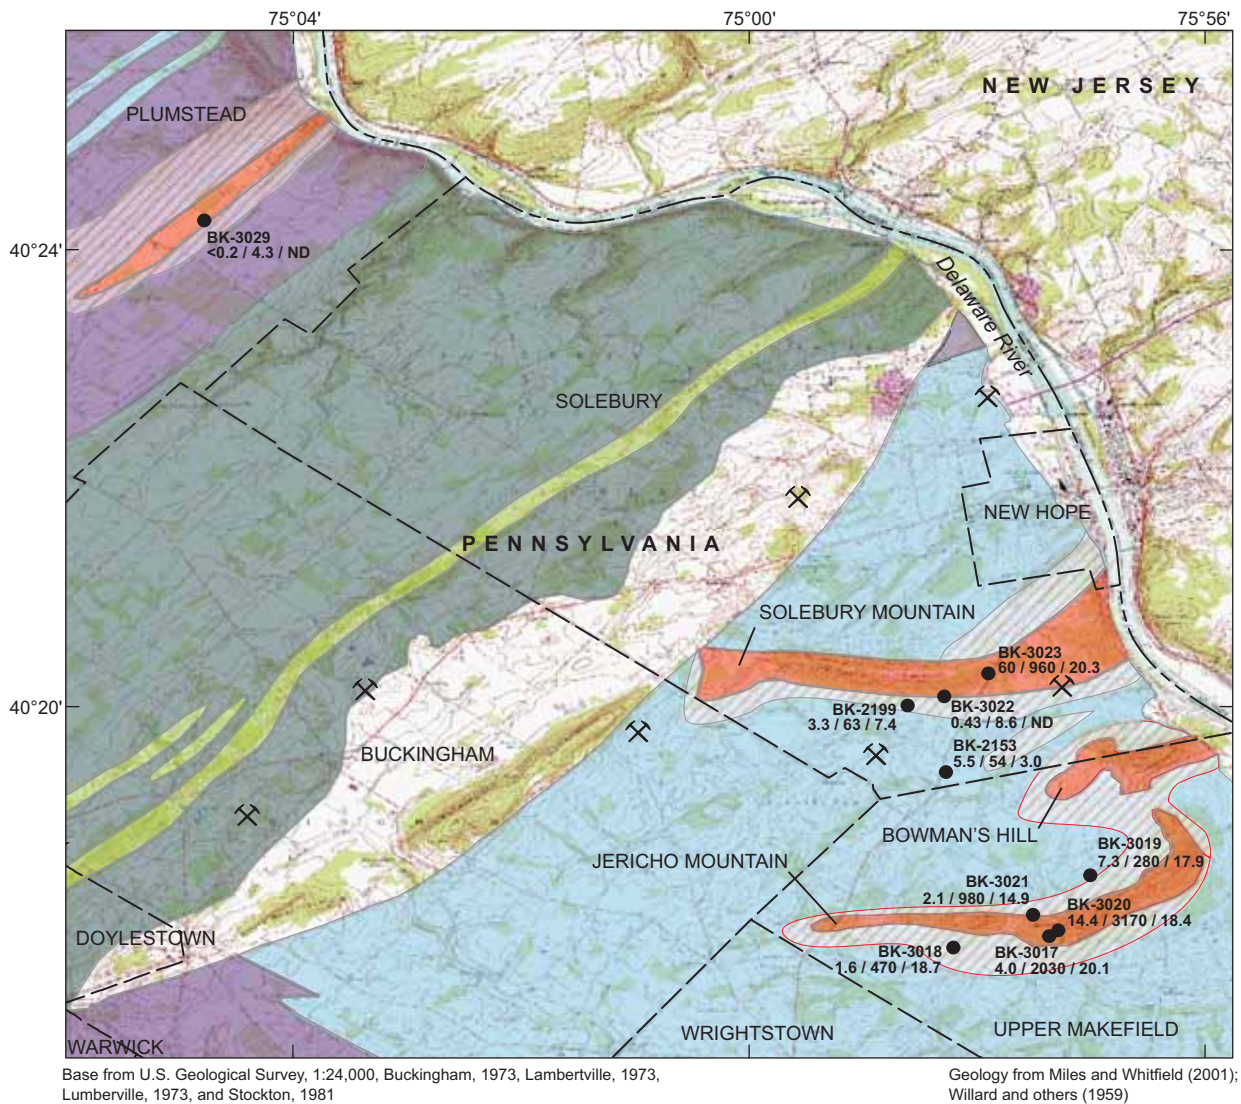 75°04'
75°00'
75°56'
NEW JERSEY
PLUMSTEAD
BK-3029
<0.2 / 4.3 / ND
40°24'
Delaware River
SOLEBURY
NEW HOPE
PENNSYLVANIA
SOLEBURY MOUNTAIN
BK-3023
60 / 960 / 20.3
BK-2199
3.3 / 63 / 7.4
BK-3022
0.43 / 8.6 / ND
40°20'
BK-2153
5.5 / 54 / 3.0
BUCKINGHAM
BOWMAN'S HILL
JERICHO MOUNTAIN
BK-3019
7.3 / 280 / 17.9
BK-3021
2.1 / 980 / 14.9
BK-3020
14.4 / 3170 / 18.4
DOYLESTOWN
BK-3018
1.6 / 470 / 18.7
BK-3017
4.0 / 2030 / 20.1
WRIGHTSTOWN
UPPER MAKEFIELD
WARWICK
Base from U.S. Geological Survey, 1:24,000, Buckingham, 1973, Lambertville, 1973,
Lumberville, 1973, and Stockton, 1981
Geology from Miles and Whitfield (2001);
Willard and others (1959)